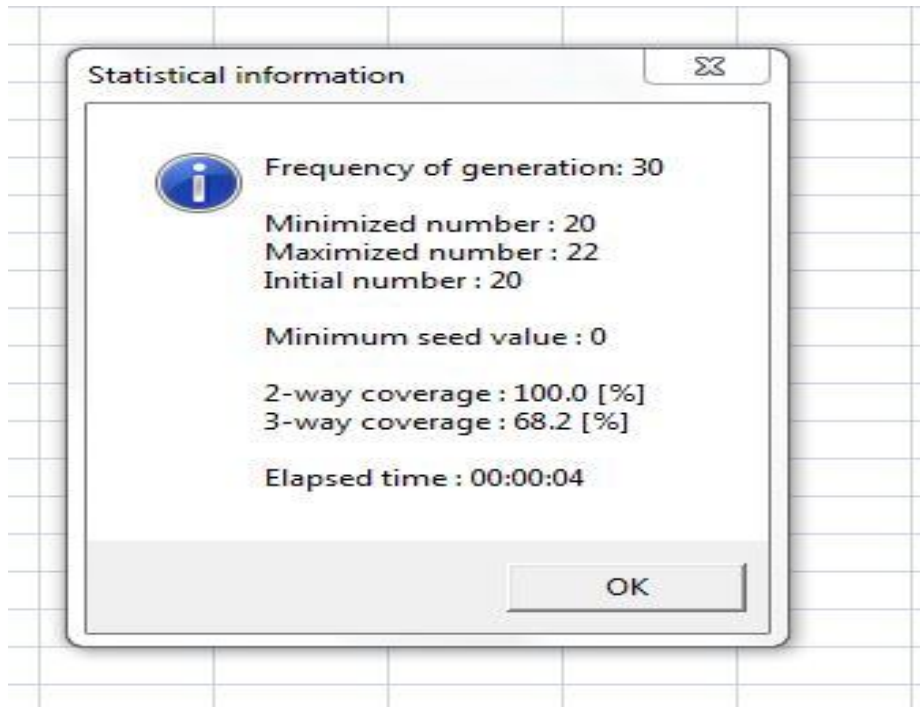 Statistical information
Frequency of generation: 30
Minimized number : 20
Maximized number : 22
Initial number : 20
Minimum seed value : 0
2-way coverage : 100.0 [%]
3-way coverage : 68.2 [%]
Elapsed time : 00:00:04
OK